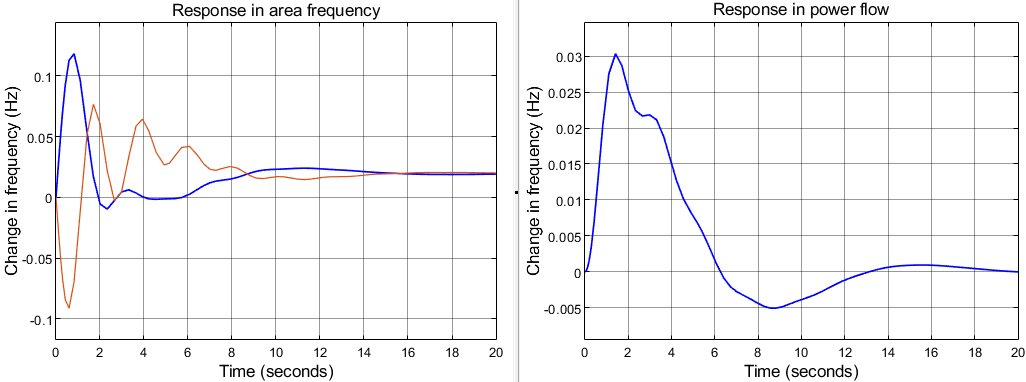 Response in area frequency
Change in frequency (Hz)
0.1
0.05
0
-0.05
-0.1
0 2 4 6 8 10 12 14 16 18 20
Time (seconds)
Response in power flow
Change in frequency (Hz)
0.03
0.025
0.02
0.015
0.01
0.005
0
-0.005
0 2 4 6 8 10 12 14 16 18 20
Time (seconds)